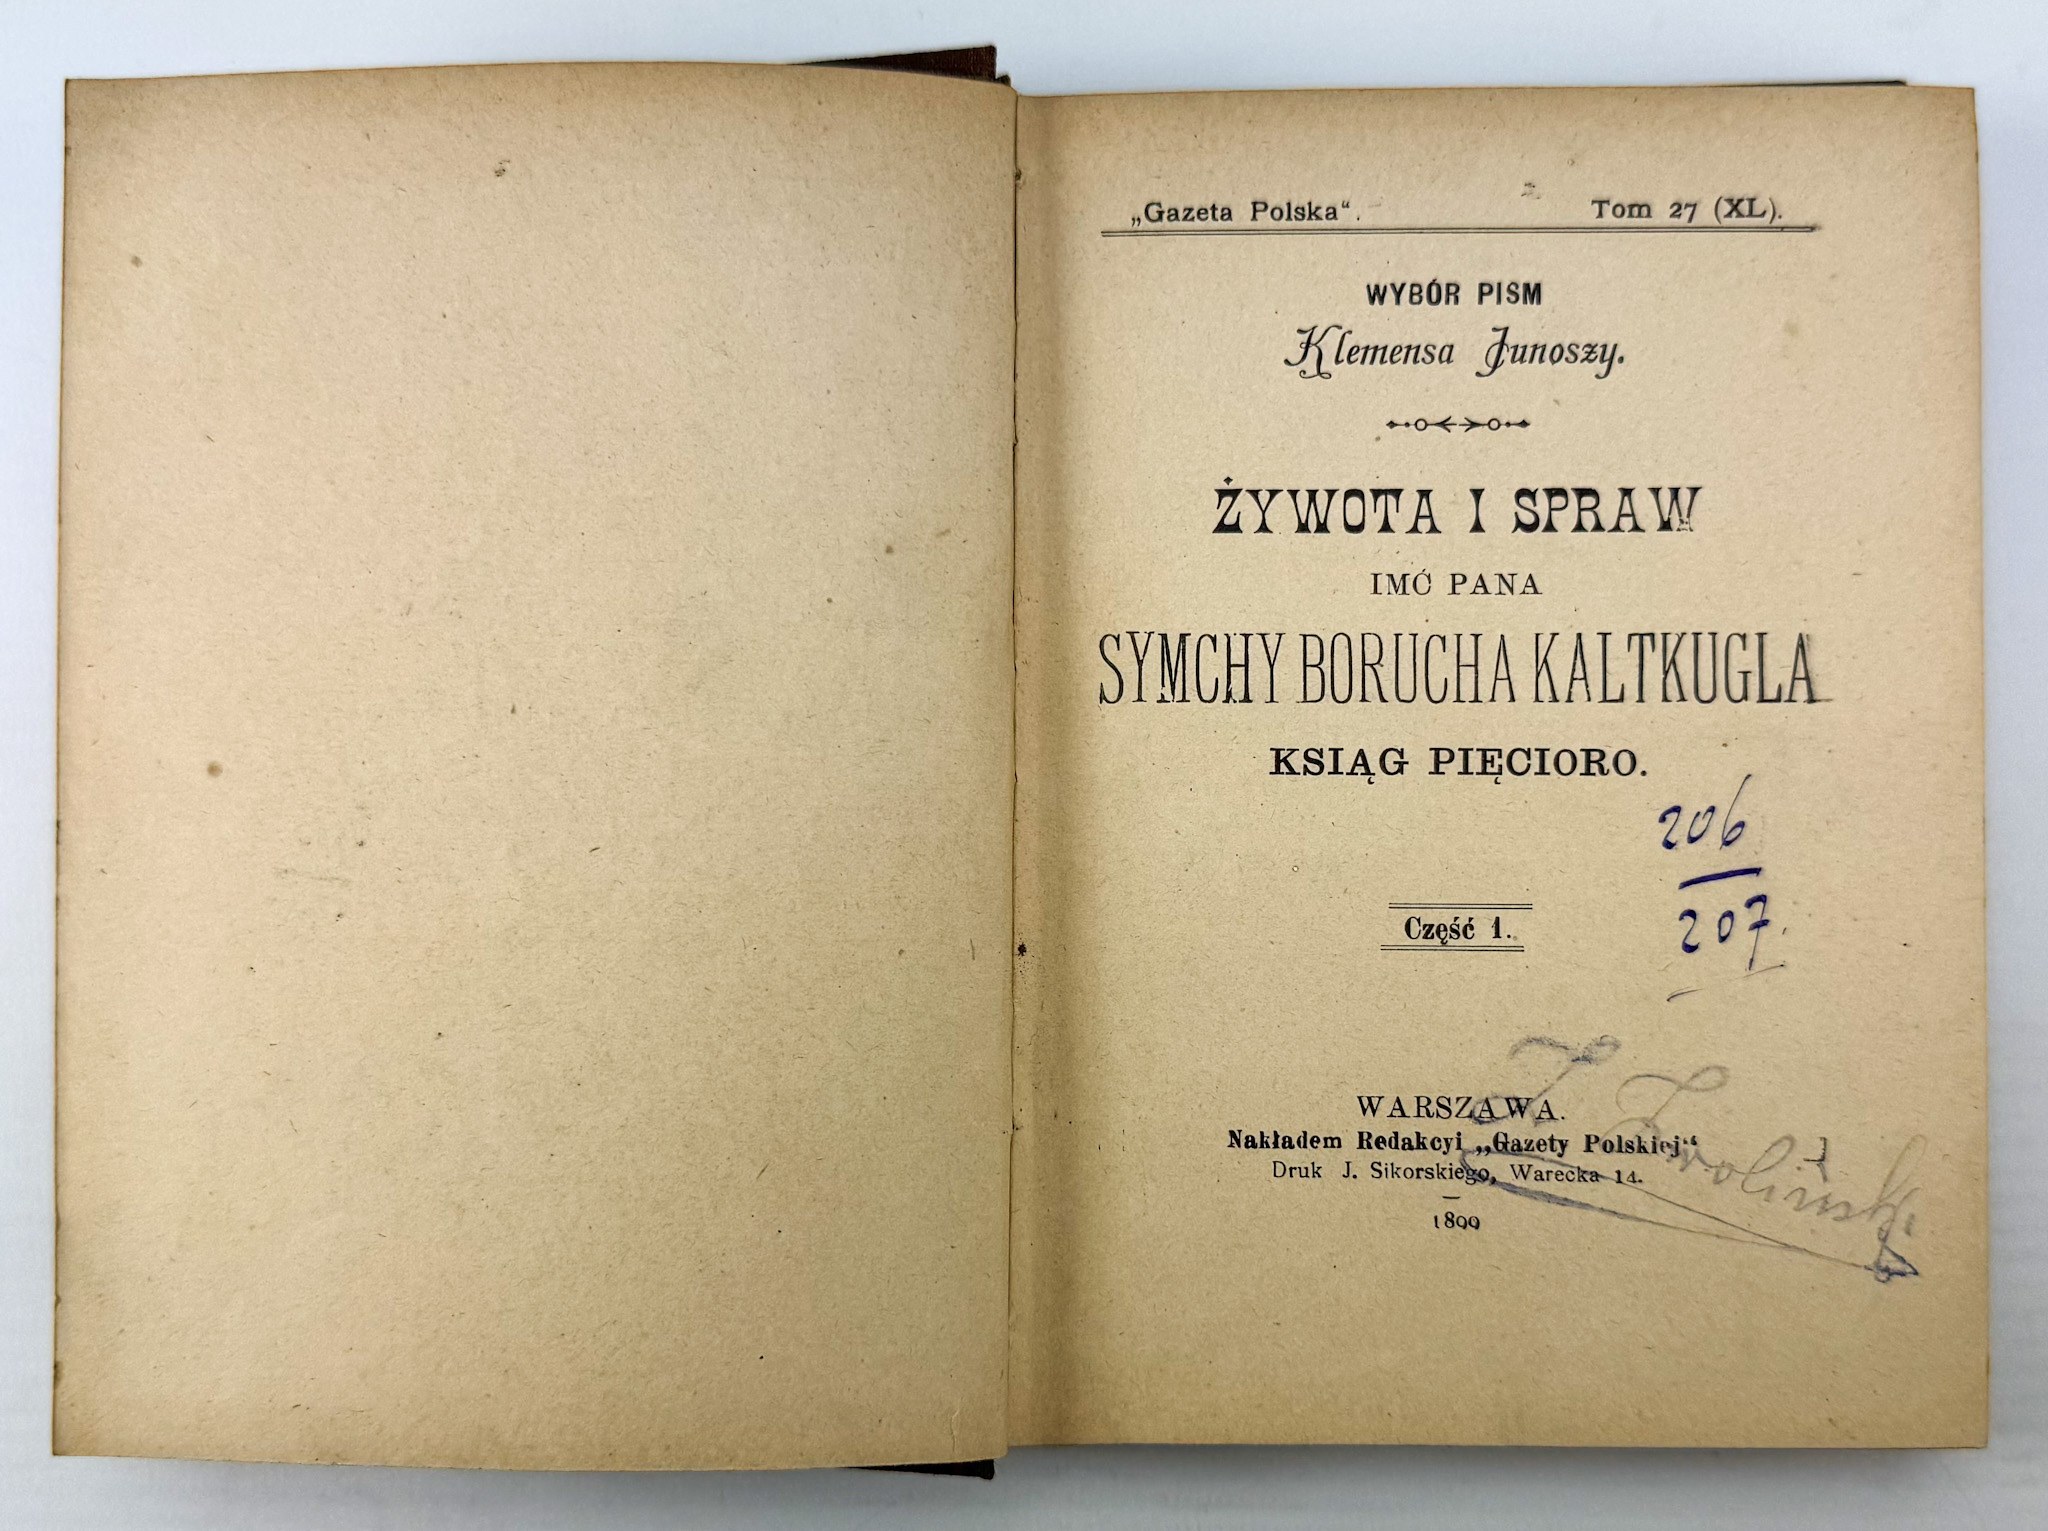 „Gazeta Polska“. Tom 27 (XL).
WYBÓR PISM
Klemensa Junoszy.
ŻYWOTA I SPRAW
IMĆ PANA
SYMCHY BORUCHA KALTKUGLA
KSIĄG PIĘCIORO.
206
207.
Część 1.
WARSZAWA.
Nakładem Redakcyi „Gazety Polskiej“
Druk J. Sikorskiego, Warecka 14.
1899